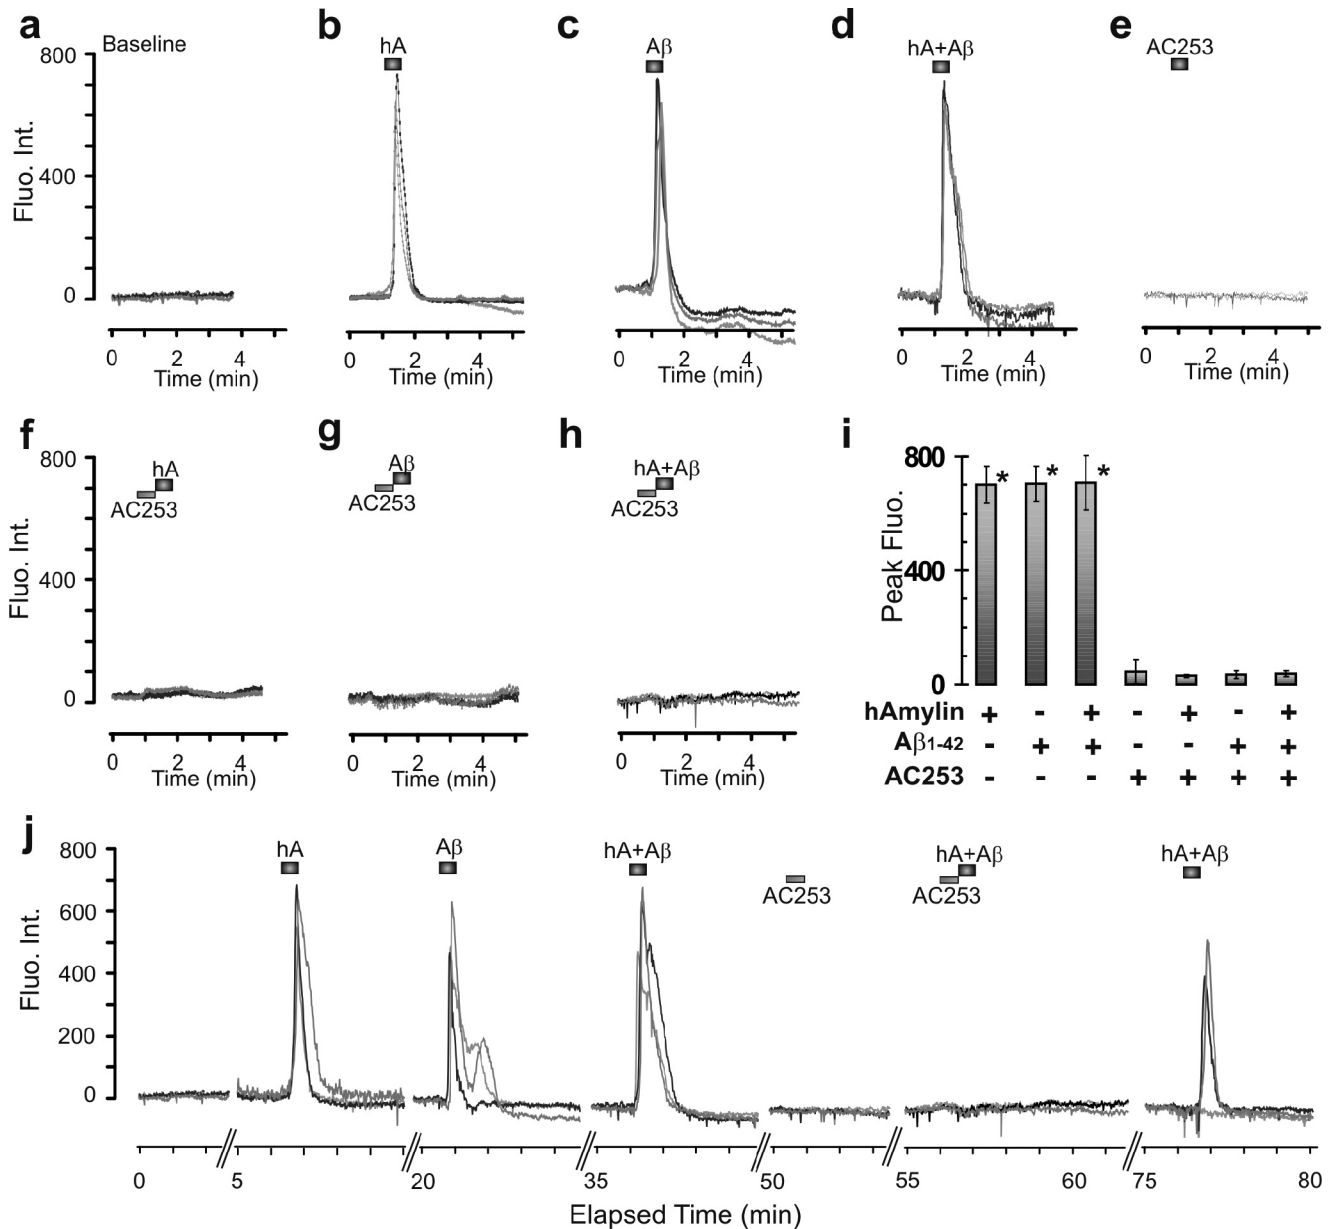 a b c d e
Baseline hA Aβ hA+Aβ AC253
800
400
0
Fluo. Int.
0 2 4 0 2 4 0 2 4 0 2 4 0 2 4
Time (min) Time (min) Time (min) Time (min) Time (min)
f g h i
800
400
0
Fluo. Int.
hA
AC253
Aβ
AC253
hA+Aβ
AC253
0 2 4 0 2 4 0 2 4
Time (min) Time (min) Time (min)
800
400
0
Peak Fluo.
* * *
hAmylin + - + - + - +
Aβ1-42 - + + - - + +
AC253 - - - + + + +
j
800
600
400
200
0
Fluo. Int.
hA Aβ hA+Aβ AC253 hA+Aβ AC253 hA+Aβ
0 5 20 35 50 55 60 75 80
Elapsed Time (min)